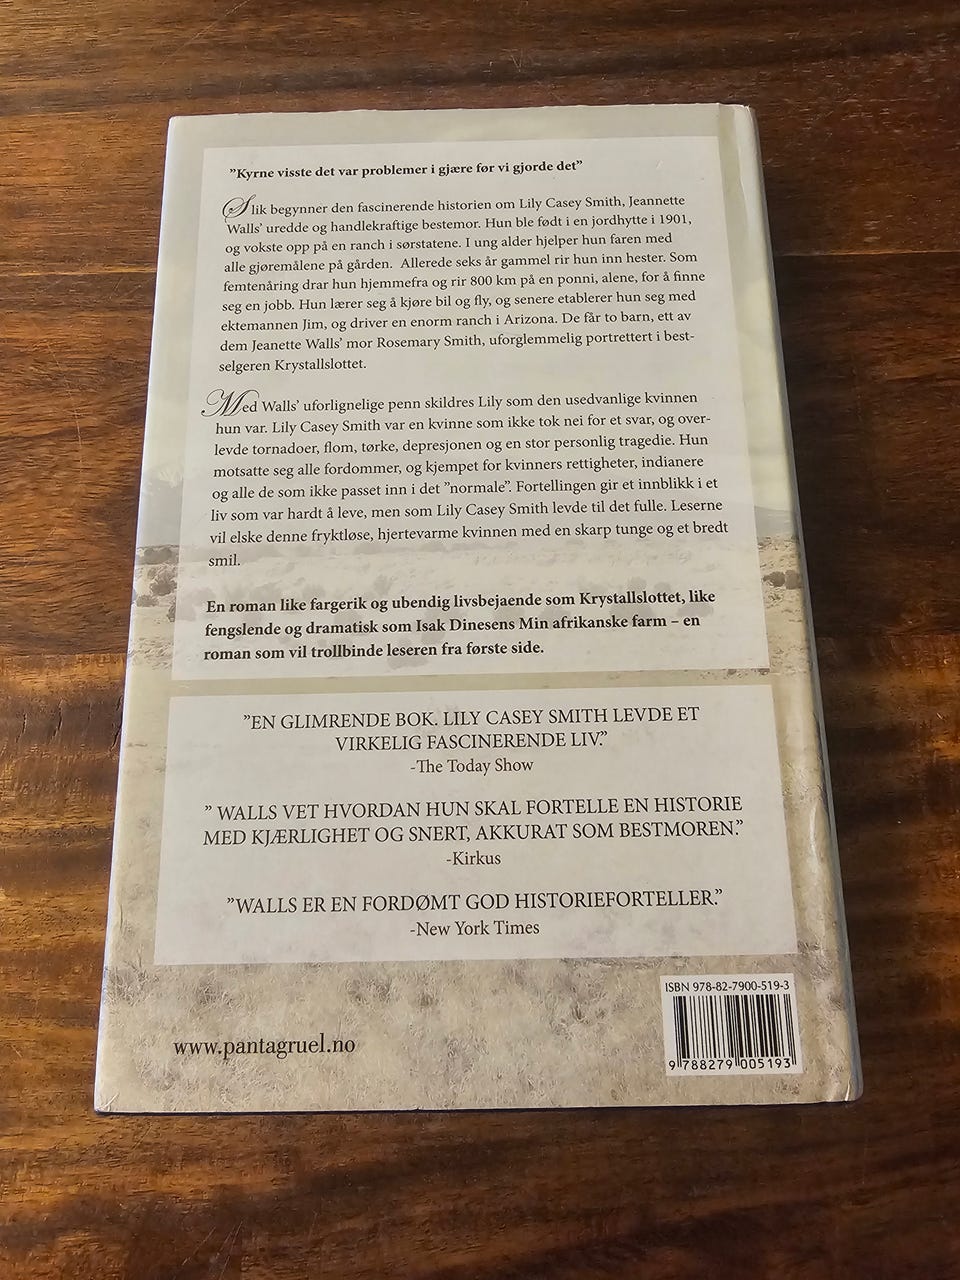 ”Kyrne visste det var problemer i gjære før vi gjorde det”
Slik begynner den fascinerende historien om Lily Casey Smith, Jeannette
Walls’ uredde og handlekraftige bestemor. Hun ble født i en jordhytte i 1901,
og vokste opp på en ranch i sørstatene. I ung alder hjelper hun faren med
alle gjøremålene på gården. Allerede seks år gammel rir hun inn hester. Som
femtenåring drar hun hjemmefra og rir 800 km på en ponni, alene, for å finne
seg en jobb. Hun lærer seg å kjøre bil og fly, og senere etablerer hun seg med
ektemannen Jim, og driver en enorm ranch i Arizona. De får to barn, ett av
dem Jeanette Walls’ mor Rosemary Smith, uforglemmelig portrettert i best-
selgeren Krystallslottet.
Med Walls’ uforlignelige penn skildres Lily som den usedvanlige kvinnen
hun var. Lily Casey Smith var en kvinne som ikke tok nei for et svar, og over-
levde tornadoer, flom, tørke, depresjonen og en stor personlig tragedie. Hun
motsatte seg alle fordommer, og kjempet for kvinners rettigheter, indianere
og alle de som ikke passet inn i det ”normale”. Fortellingen gir et innblikk i et
liv som var hardt å leve, men som Lily Casey Smith levde til det fulle. Leserne
vil elske denne fryktløse, hjertevarme kvinnen med en skarp tunge og et bredt
smil.
En roman like fargerik og ubendig livsbejaende som Krystallslottet, like
fengslende og dramatisk som Isak Dinesens Min afrikanske farm – en
roman som vil trollbinde leseren fra første side.
”EN GLIMRENDE BOK. LILY CASEY SMITH LEVDE ET
VIRKELIG FASCINERENDE LIV.”
-The Today Show
” WALLS VET HVORDAN HUN SKAL FORTELLE EN HISTORIE
MED KJÆRLIGHET OG SNERT, AKKURAT SOM BESTMOREN.”
-Kirkus
”WALLS ER EN FORDØMT GOD HISTORIEFORTELLER.”
-New York Times
ISBN 978-82-7900-519-3
www.pantagruel.no
9 788279 005193